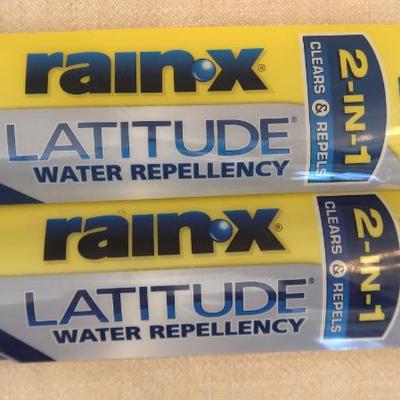 rain·x®
LATITUDE®
WATER REPELLENCY
2-IN-1
CLEARS & REPELS
rain·x®
LATITUDE®
WATER REPELLENCY
2-IN-1
CLEARS & REPELS